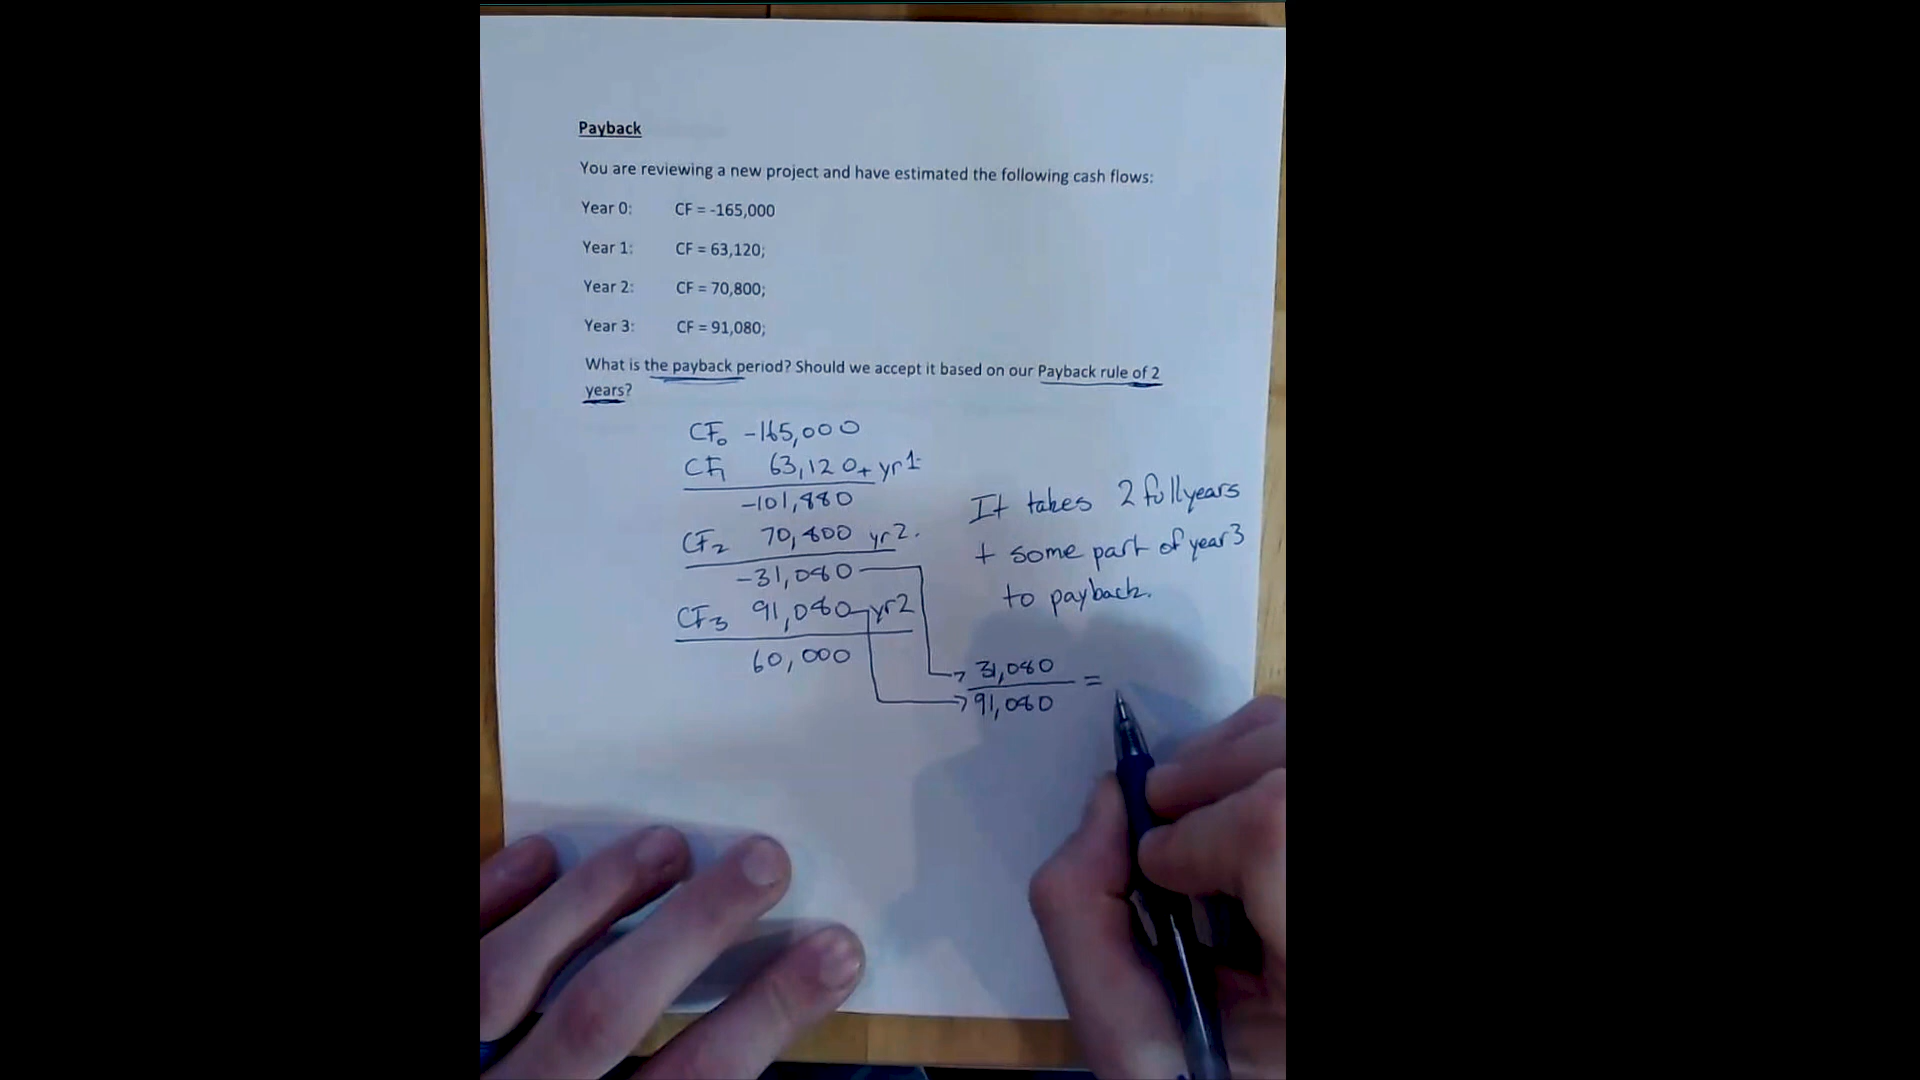 Payback
You are reviewing a new project and have estimated the following cash flows:
Year 0: CF = -165,000
Year 1: CF = 63,120;
Year 2: CF = 70,800;
Year 3: CF = 91,080;
What is the payback period? Should we accept it based on our Payback rule of 2
years?
CF₀ -165,000
CF₁ 63,120+ yr1
-101,880
CF₂ 70,800 yr2.
-31,080
CF₃ 91,080 yr2
60,000
It takes 2 full years
+ some part of year 3
to payback.
31,080
91,080 =